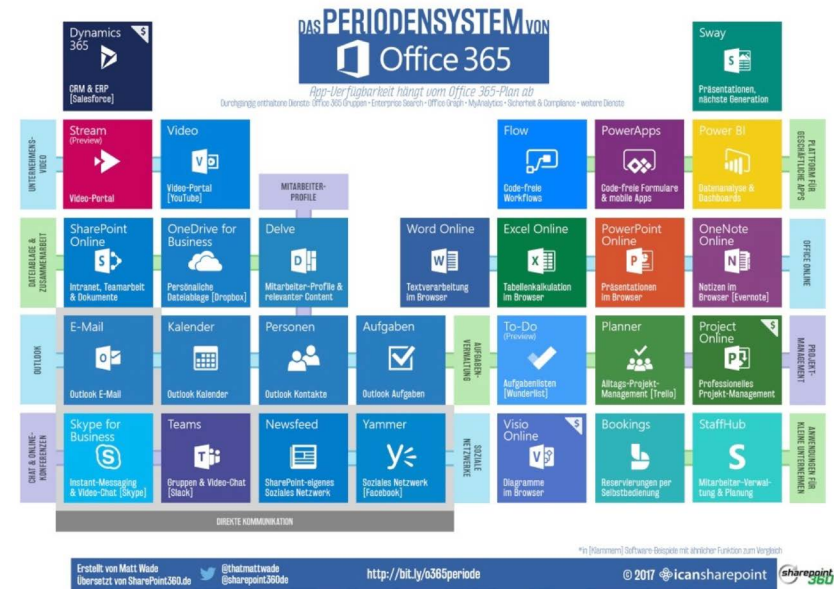 DAS PERIODENSYSTEM VON
Office 365
App-Verfügbarkeit hängt vom Office 365-Plan ab
Durchgängig enthaltene Dienste: Office 365 Gruppen • Enterprise Search • Office Graph • MyAnalytics • Sicherheit & Compliance • weitere Dienste
Dynamics
365
$
CRM & ERP
[Salesforce]
Sway
S
Präsentationen,
nächste Generation
UNTERNEHMENS-
VIDEO
Stream
(Preview)
Video-Portal
Video
V
Video-Portal
[YouTube]
MITARBEITER-
PROFILE
Flow
Code-freie
Workflows
PowerApps
Code-freie Formulare
& mobile Apps
Power BI
Datenanalyse &
Dashboards
PLATTFORM FÜR
GESCHÄFTLICHE APPS
DATEIABLAGE &
ZUSAMMENARBEIT
SharePoint
Online
S
Intranet, Teamarbeit
& Dokumente
OneDrive for
Business
Persönaliche
Dateiablage [Dropbox]
Delve
D
Mitarbeiter-Profile &
relevanter Content
Word Online
W
Textverarbeitung
im Browser
Excel Online
X
Tabellenkalkulation
im Browser
PowerPoint
Online
P
Präsentationen
im Browser
OneNote
Online
N
Notizen im
Browser [Evernote]
OFFICE ONLINE
OUTLOOK
E-Mail
O
Outlook E-Mail
Kalender
Outlook Kalender
Personen
Outlook Kontakte
Aufgaben
Outlook Aufgaben
AUFGABEN-
VERWALTUNG
To-Do
(Preview)
Aufgabenlisten
[Wunderlist]
Planner
Alltags-Projekt-
Management [Trello]
Project
Online
$
P
Professionelles
Projekt-Management
PROJEKT-
MANAGEMENT
CHAT & ONLINE-
KONFERENZEN
Skype for
Business
S
Instant-Messaging
& Video-Chat [Skype]
Teams
T
Gruppen & Video-Chat
[Slack]
Newsfeed
SharePoint-eigenes
Soziales Netzwerk
Yammer
y
Soziales Netzwerk
[Facebook]
SOZIALE
NETZWERKE
Visio
Online
$
V
Diagramme
im Browser
Bookings
Reservierungen per
Selbstbedienung
StaffHub
S
Mitarbeiter-Verwal-
tung & Planung
ANWENDUNGEN FÜR
KLEINE UNTERNEHMEN
DIREKTE KOMMUNIKATION
*in [Klammern] Software-Beispiele mit ähnlicher Funktion zum Vergleich
Erstellt von Matt Wade
Übersetzt von SharePoint360.de
@thatmattwade
@sharepoint360de
http://bit.ly/o365periode
© 2017 icansharepoint
sharepoint
360